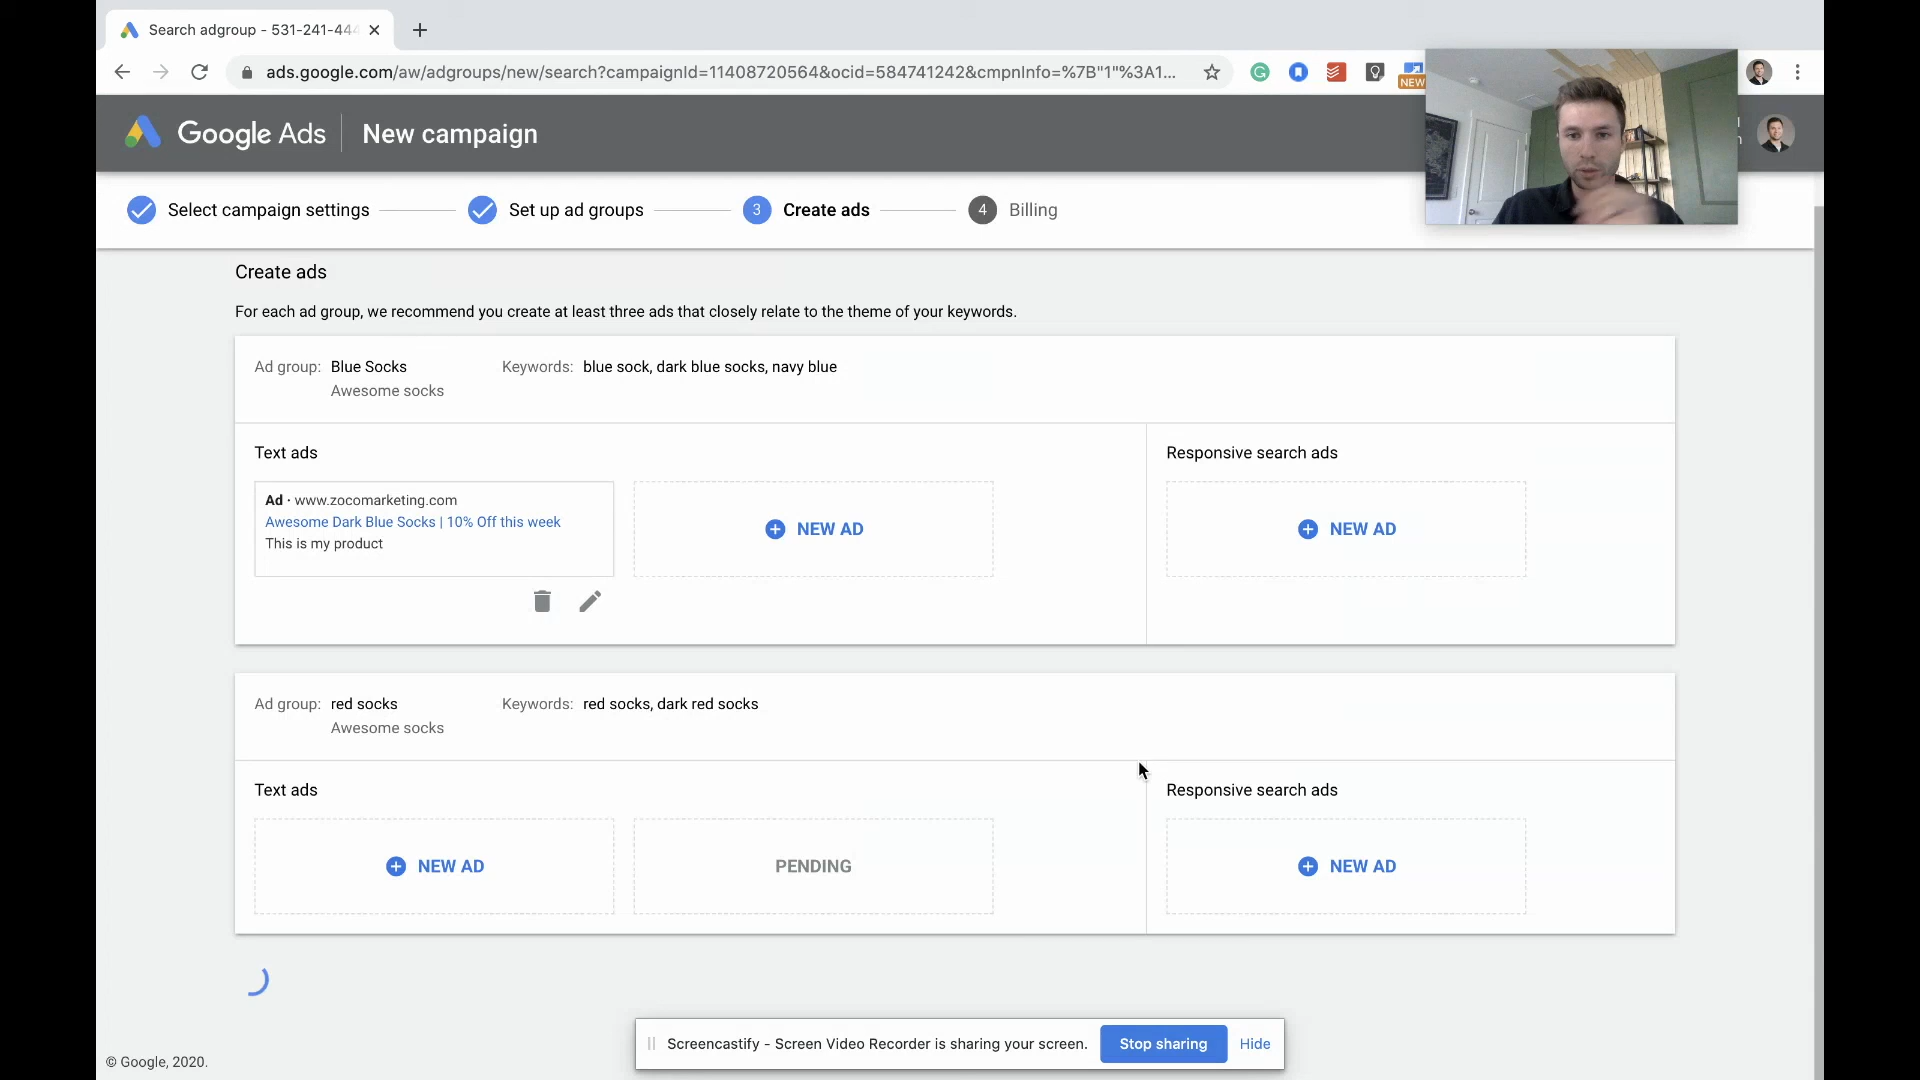 Search adgroup - 531-241-444
ads.google.com/aw/adgroups/new/search?campaignId=11408720564&ocid=584741242&cmpnInfo=%7B"1"%3A1...
NEW
Google Ads
New campaign
Select campaign settings
Set up ad groups
3 Create ads
4 Billing
Create ads
For each ad group, we recommend you create at least three ads that closely relate to the theme of your keywords.
Ad group: Blue Socks
Awesome socks
Keywords: blue sock, dark blue socks, navy blue
Text ads
Responsive search ads
Ad · www.zocomarketing.com
Awesome Dark Blue Socks | 10% Off this week
This is my product
NEW AD
NEW AD
Ad group: red socks
Awesome socks
Keywords: red socks, dark red socks
Text ads
Responsive search ads
NEW AD
PENDING
NEW AD
Screencastify - Screen Video Recorder is sharing your screen.
Stop sharing
Hide
© Google, 2020.